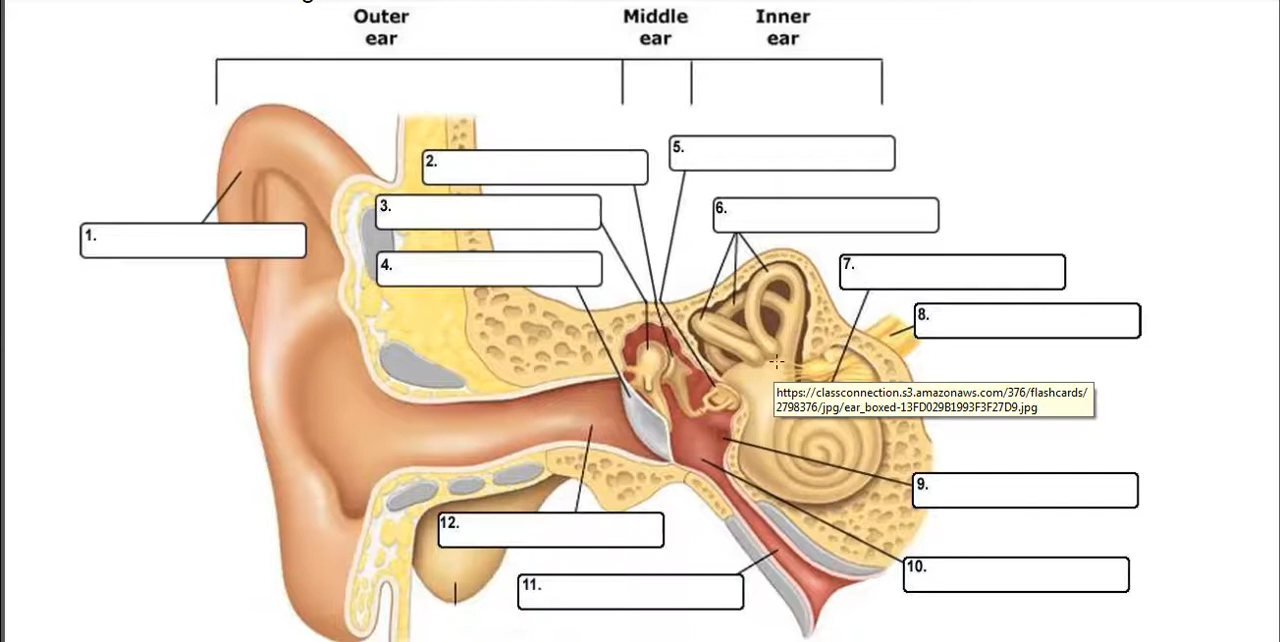 Outer
ear
Middle
ear
Inner
ear
1.
2.
3.
4.
5.
6.
7.
8.
https://classconnection.s3.amazonaws.com/376/flashcards/
2798376/jpg/ear_boxed-13FD029B1993F3F27D9.jpg
9.
10.
11.
12.